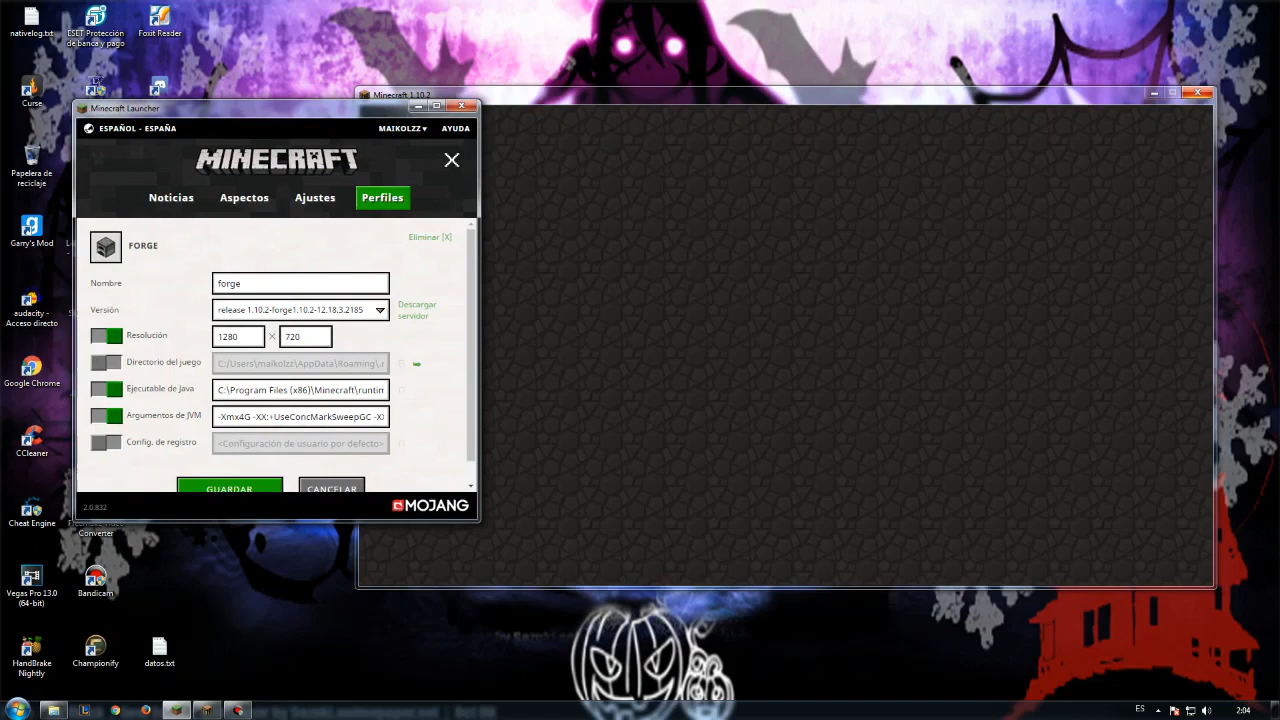 nativelog.txt
ESET Protección de banca y pago
Foxit Reader
Curse
Papelera de reciclaje
Garry's Mod
audacity - Acceso directo
Google Chrome
CCleaner
Cheat Engine
Converter
Vegas Pro 13.0 (64-bit)
Bandicam
HandBrake Nightly
Championify
datos.txt
Minecraft 1.10.2
Minecraft Launcher
ESPAÑOL - ESPAÑA
MAIKOLZZ
AYUDA
MINECRAFT
Noticias
Aspectos
Ajustes
Perfiles
FORGE
Eliminar [X]
Nombre
forge
Versión
release 1.10.2-forge1.10.2-12.18.3.2185
Descargar servidor
Resolución
1280
×
720
Directorio del juego
C:/Users/maikolzz/AppData/Roaming\.
Ejecutable de Java
C:\Program Files (x86)\Minecraft\runtim
Argumentos de JVM
-Xmx4G -XX:+UseConcMarkSweepGC -X
Config. de registro
<Configuración de usuario por defecto>
GUARDAR
CANCELAR
2.0.832
MOJANG
ES
2:04